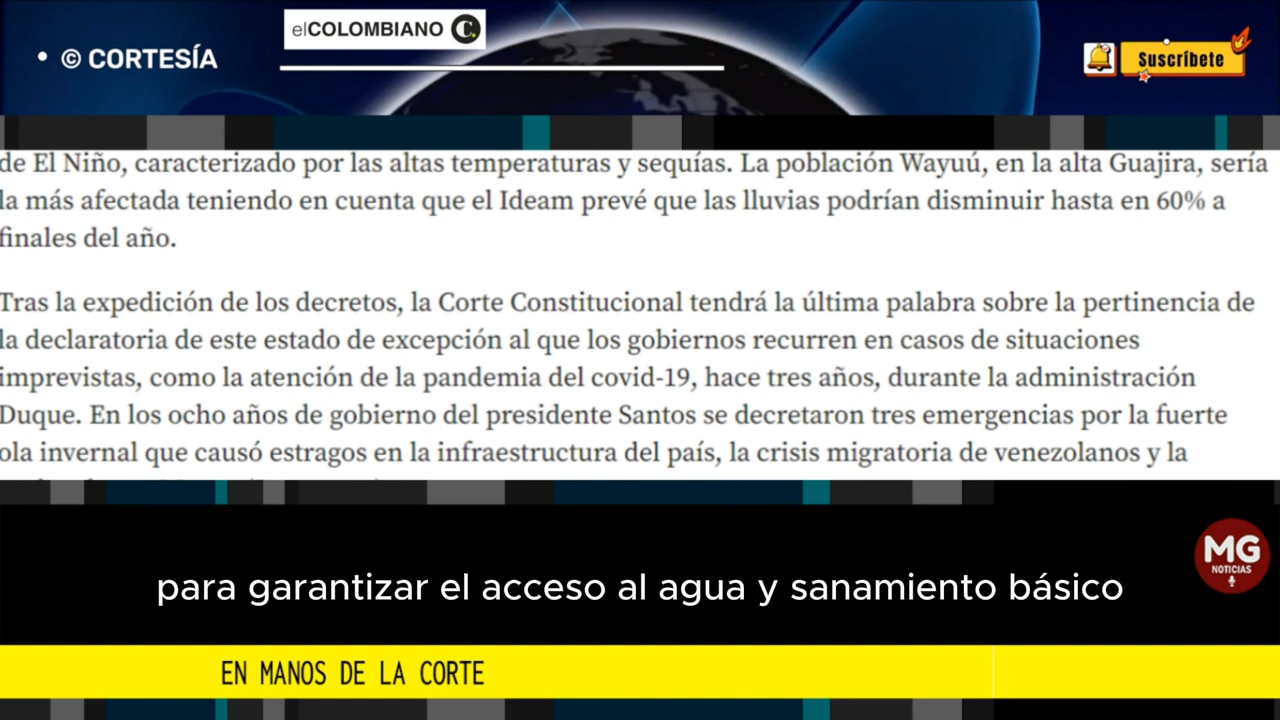 elCOLOMBIANO C.
• © CORTESÍA
Suscríbete
de El Niño, caracterizado por las altas temperaturas y sequías. La población Wayuú, en la alta Guajira, sería
la más afectada teniendo en cuenta que el Ideam prevé que las lluvias podrían disminuir hasta en 60% a
finales del año.
Tras la expedición de los decretos, la Corte Constitucional tendrá la última palabra sobre la pertinencia de
la declaratoria de este estado de excepción al que los gobiernos recurren en casos de situaciones
imprevistas, como la atención de la pandemia del covid-19, hace tres años, durante la administración
Duque. En los ocho años de gobierno del presidente Santos se decretaron tres emergencias por la fuerte
ola invernal que causó estragos en la infraestructura del país, la crisis migratoria de venezolanos y la
MG
NOTICIAS
para garantizar el acceso al agua y sanamiento básico
EN MANOS DE LA CORTE